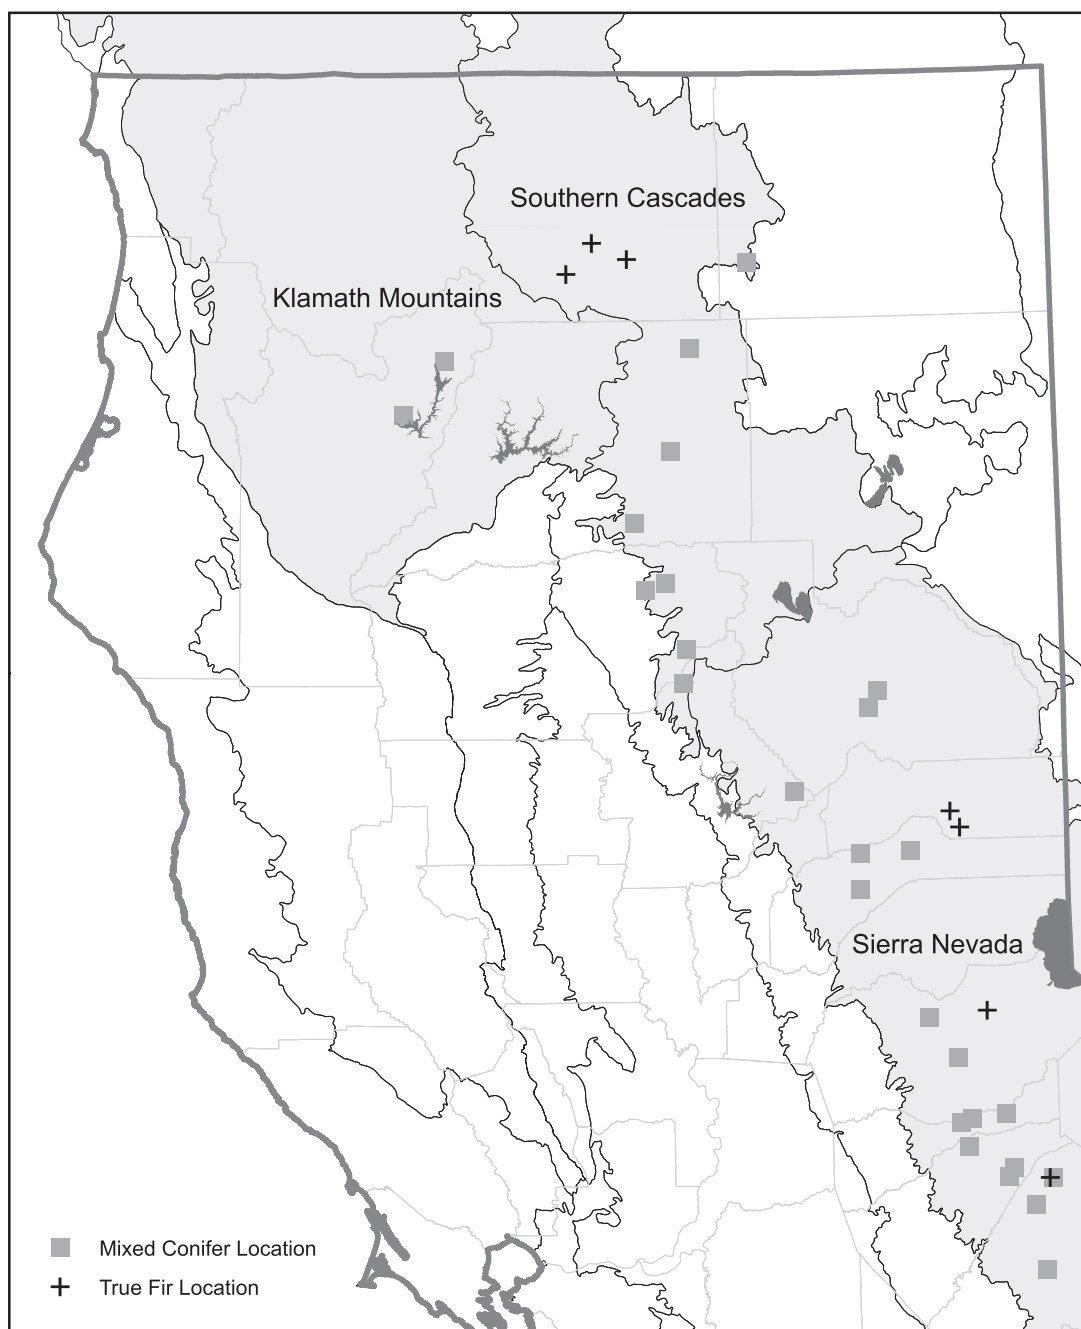 Southern Cascades
Klamath Mountains
Sierra Nevada
Mixed Conifer Location
True Fir Location